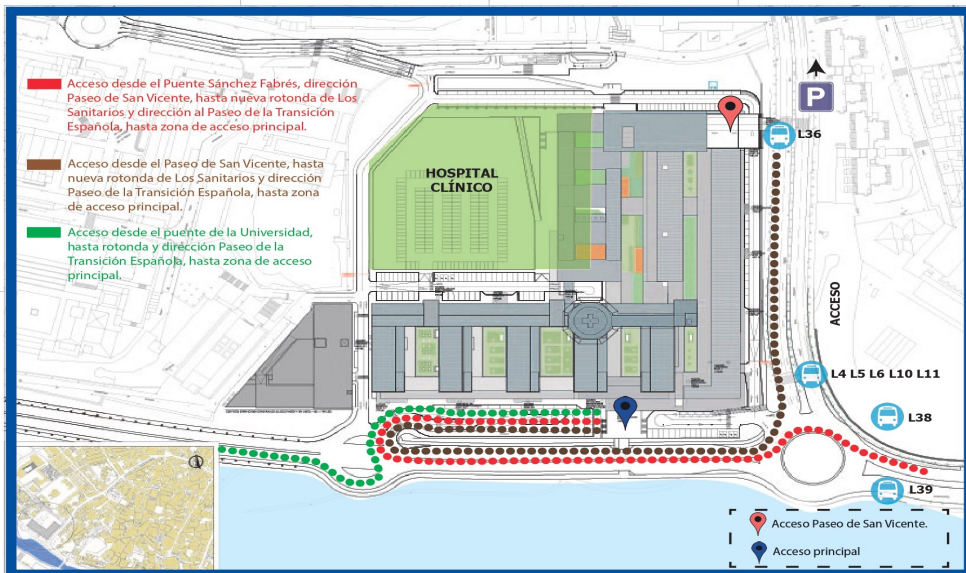 Acceso desde el Puente Sánchez Fabrés, dirección
Paseo de San Vicente, hasta nueva rotonda de Los
Sanitarios y dirección al Paseo de la Transición
Española, hasta zona de acceso principal.
Acceso desde el Paseo de San Vicente, hasta
nueva rotonda de Los Sanitarios y dirección
Paseo de la Transición Española, hasta zona
de acceso principal.
Acceso desde el puente de la Universidad,
hasta rotonda y dirección Paseo de la
Transición Española, hasta zona de acceso
principal.
HOSPITAL
CLÍNICO
P
L36
ACCESO
L4 L5 L6 L10 L11
L38
L39
Acceso Paseo de San Vicente.
Acceso principal